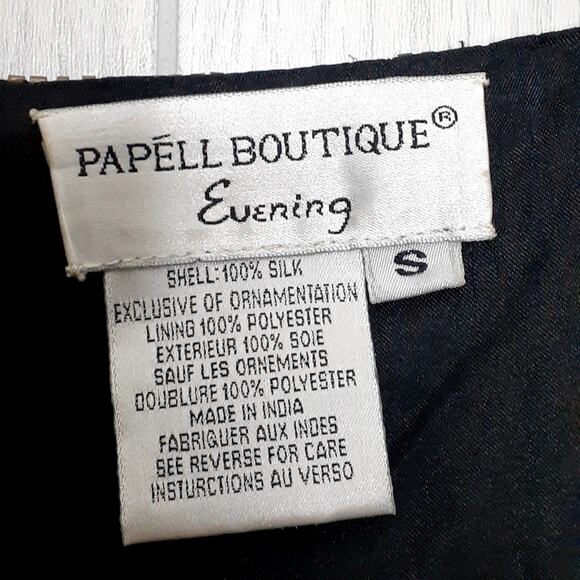 PAPÉLL BOUTIQUE®
Evening
S
SHELL:100% SILK
EXCLUSIVE OF ORNAMENTATION
LINING 100% POLYESTER
EXTERIEUR 100% SOIE
SAUF LES ORNEMENTS
DOUBLURE 100% POLYESTER
MADE IN INDIA
FABRIQUER AUX INDES
SEE REVERSE FOR CARE
INSTURCTIONS AU VERSO